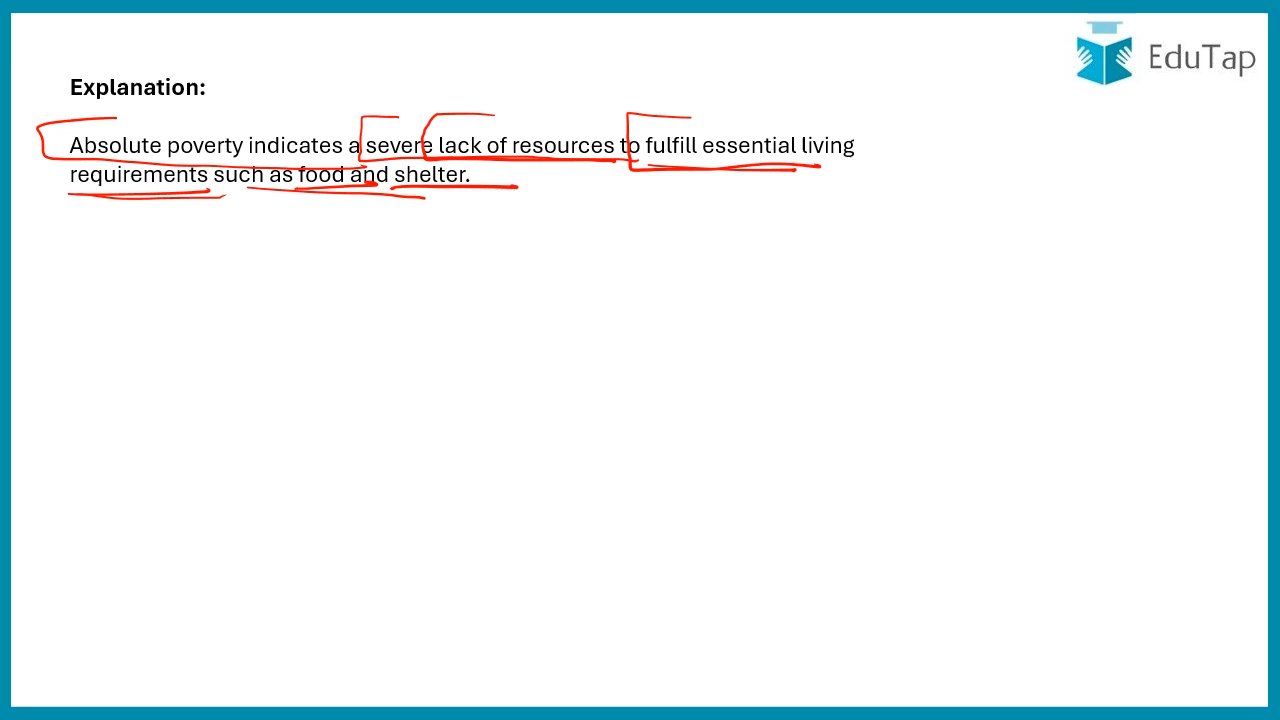 EduTap
Explanation:
Absolute poverty indicates a severe lack of resources to fulfill essential living
requirements such as food and shelter.